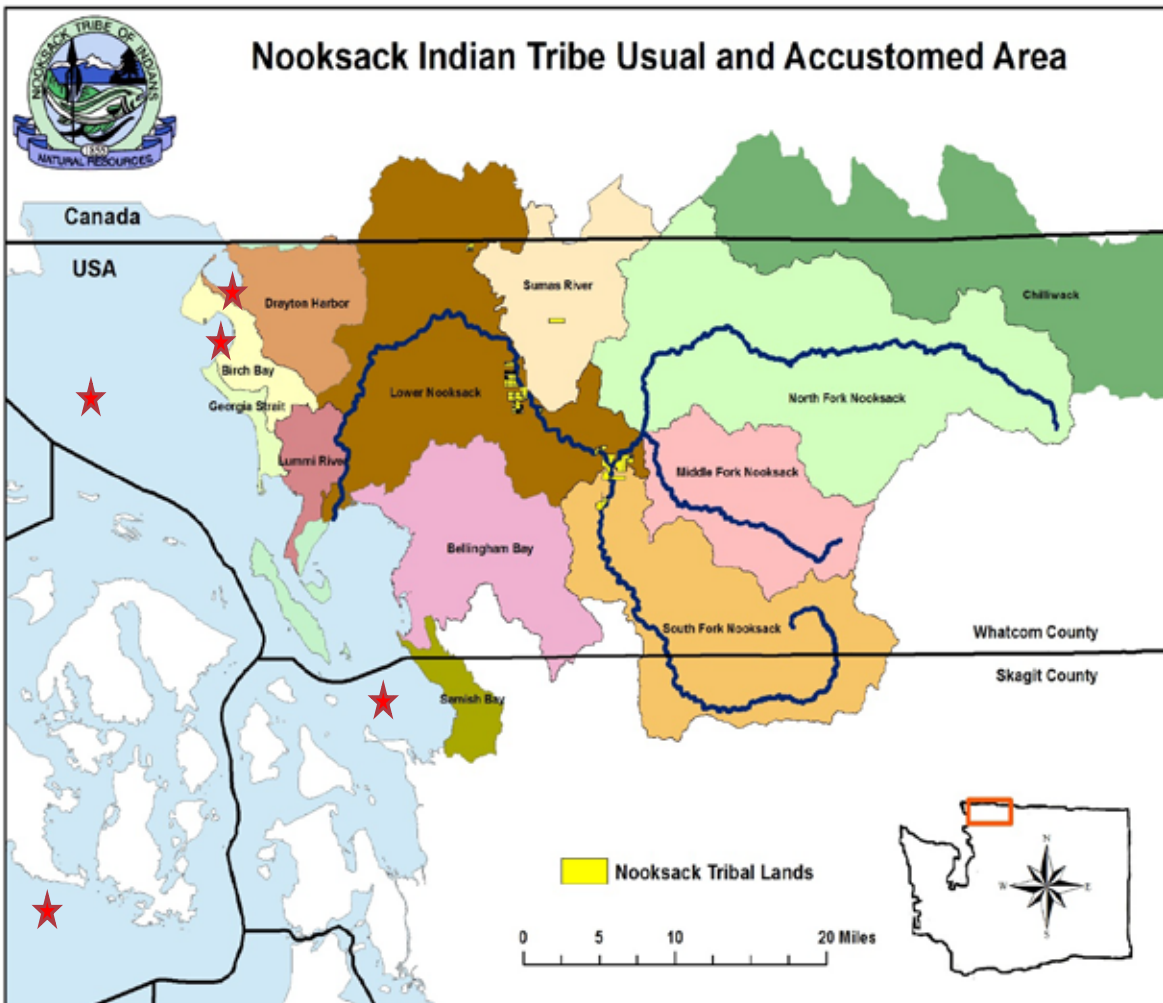 Nooksack Indian Tribe Usual and Accustomed Area
NOOKSACK TRIBE OF INDIANS
1855
NATURAL RESOURCES
Canada
USA
Drayton Harbor
Sumas River
Chilliwack
Birch Bay
Georgia Strait
Lower Nooksack
North Fork Nooksack
Lummi River
Middle Fork Nooksack
Bellingham Bay
South Fork Nooksack
Whatcom County
Skagit County
Samish Bay
Nooksack Tribal Lands
0 5 10 20 Miles
N
W E
S